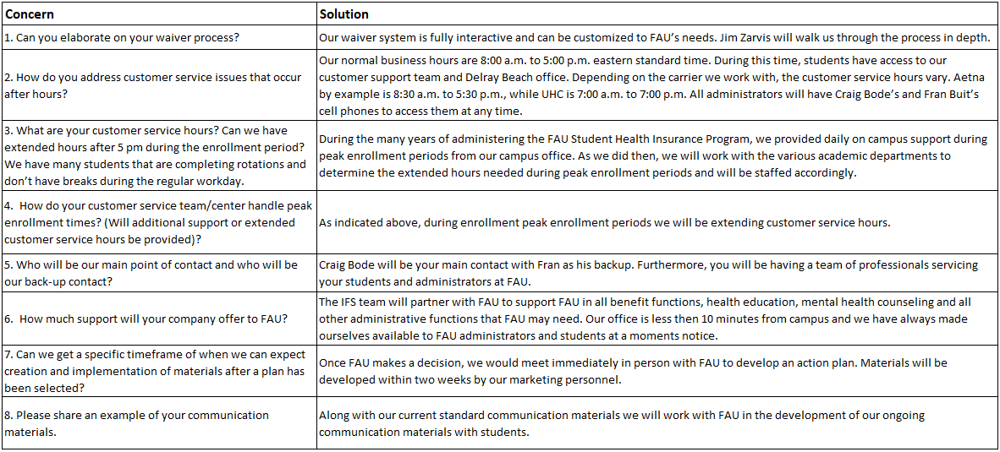 Concern
Solution
1. Can you elaborate on your waiver process?
Our waiver system is fully interactive and can be customized to FAU's needs. Jim Zarvis will walk us through the process in depth.
2. How do you address customer service issues that occur
after hours?
Our normal business hours are 8:00 a.m. to 5:00 p.m. eastern standard time. During this time, students have access to our
customer support team and Delray Beach office. Depending on the carrier we work with, the customer service hours vary. Aetna
by example is 8:30 a.m. to 5:30 p.m., while UHC is 7:00 a.m. to 7:00 p.m. All administrators will have Craig Bode's and Fran Buit's
cell phones to access them at any time.
3. What are your customer service hours? Can we have
extended hours after 5 pm during the enrollment period?
We have many students that are completing rotations and
don't have breaks during the regular workday.
During the many years of administering the FAU Student Health Insurance Program, we provided daily on campus support during
peak enrollment periods from our campus office. As we did then, we will work with the various academic departments to
determine the extended hours needed during peak enrollment periods and will be staffed accordingly.
4.  How do your customer service team/center handle peak
enrollment times? (Will additional support or extended
customer service hours be provided)?
As indicated above, during enrollment peak enrollment periods we will be extending customer service hours.
5. Who will be our main point of contact and who will be
our back-up contact?
Craig Bode will be your main contact with Fran as his backup. Furthermore, you will be having a team of professionals servicing
your students and administrators at FAU.
6.  How much support will your company offer to FAU?
The IFS team will partner with FAU to support FAU in all benefit functions, health education, mental health counseling and all
other administrative functions that FAU may need. Our office is less then 10 minutes from campus and we have always made
ourselves available to FAU administrators and students at a moments notice.
7. Can we get a specific timeframe of when we can expect
creation and implementation of materials after a plan has
been selected?
Once FAU makes a decision, we would meet immediately in person with FAU to develop an action plan. Materials will be
developed within two weeks by our marketing personnel.
8. Please share an example of your communication
materials.
Along with our current standard communication materials we will work with FAU in the development of our ongoing
communication materials with students.